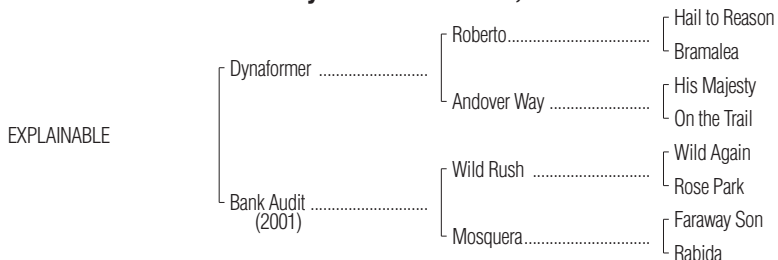 Hail to Reason
Roberto
Bramalea
Dynaformer
His Majesty
Andover Way
On the Trail
EXPLAINABLE
Wild Again
Wild Rush
Rose Park
Bank Audit
(2001)
Faraway Son
Mosquera
Rabida